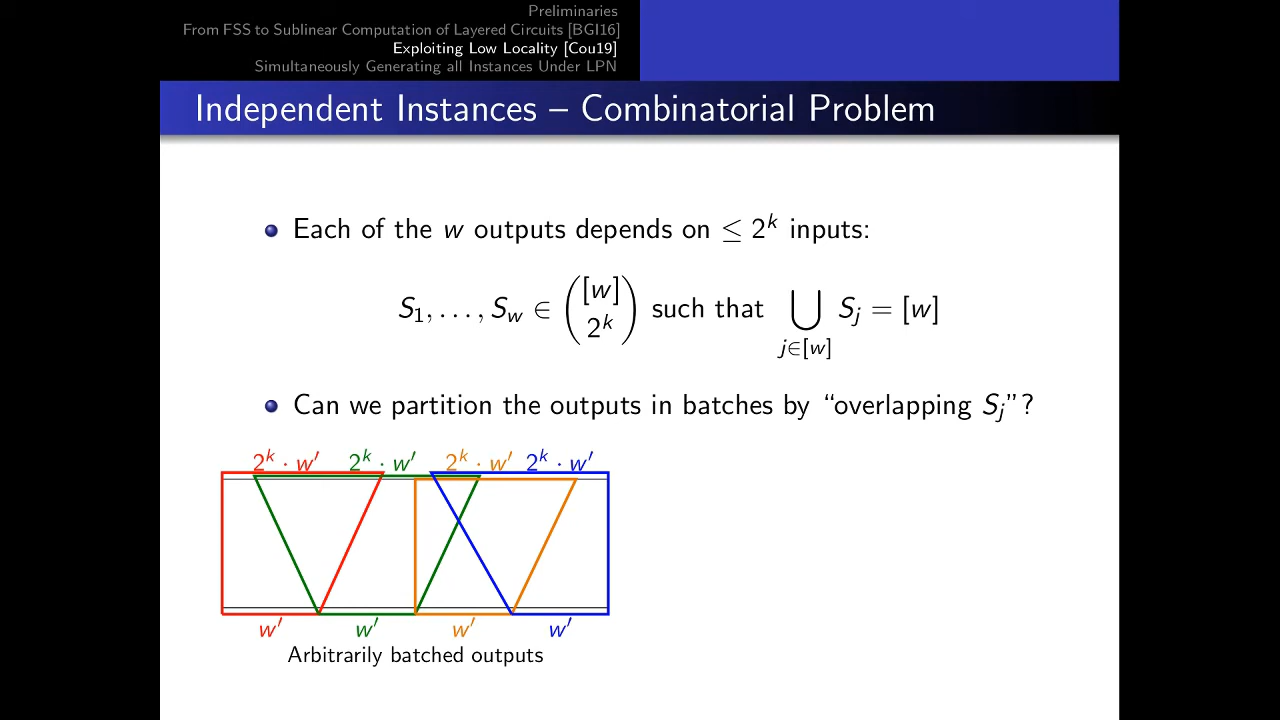 Preliminaries
From FSS to Sublinear Computation of Layered Circuits [BGI16]
Exploiting Low Locality [Cou19]
Simultaneously Generating all Instances Under LPN
Independent Instances – Combinatorial Problem
Each of the w outputs depends on ≤ 2^k inputs:
S_1, . . . , S_w ∈ ([w] 2^k) such that ⋃_{j∈[w]} S_j = [w]
Can we partition the outputs in batches by “overlapping S_j”?
2^k · w′ 2^k · w′ 2^k · w′ 2^k · w′
w′ w′ w′ w′
Arbitrarily batched outputs